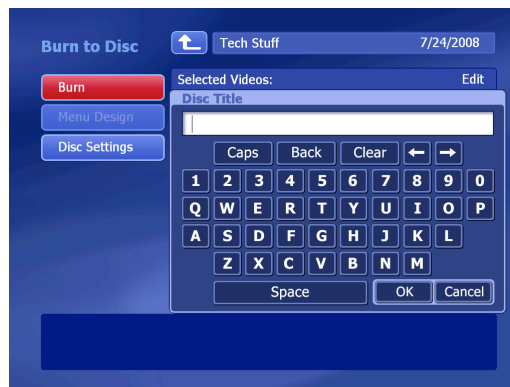 Burn to Disc
Tech Stuff 7/24/2008
Burn
Menu Design
Disc Settings
Selected Videos: Edit
Disc Title
Caps Back Clear ← →
1 2 3 4 5 6 7 8 9 0
Q W E R T Y U I O P
A S D F G H J K L
Z X C V B N M
Space OK Cancel